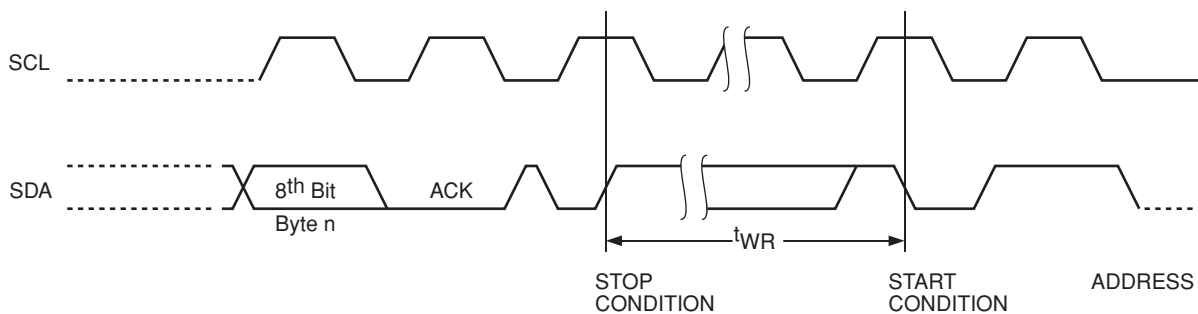 SCL
SDA
8th Bit
ACK
Byte n
tWR
STOP
CONDITION
START
CONDITION
ADDRESS